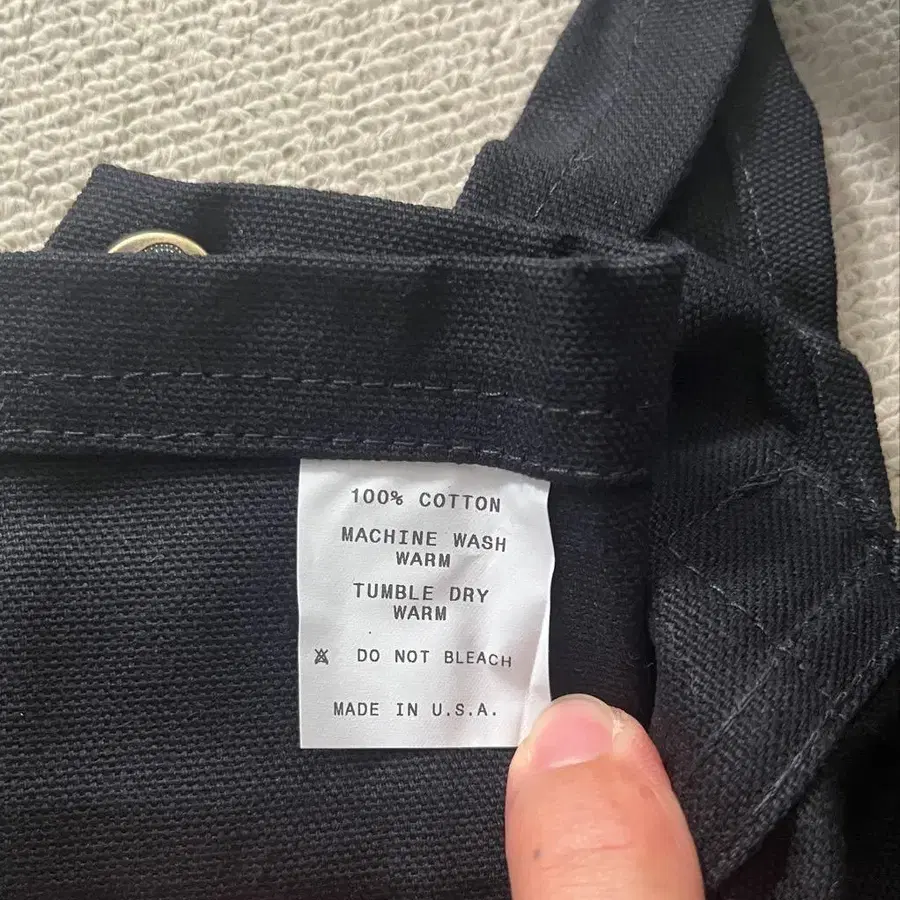 100% COTTON
MACHINE WASH
WARM
TUMBLE DRY
WARM
DO NOT BLEACH
MADE IN U.S.A.